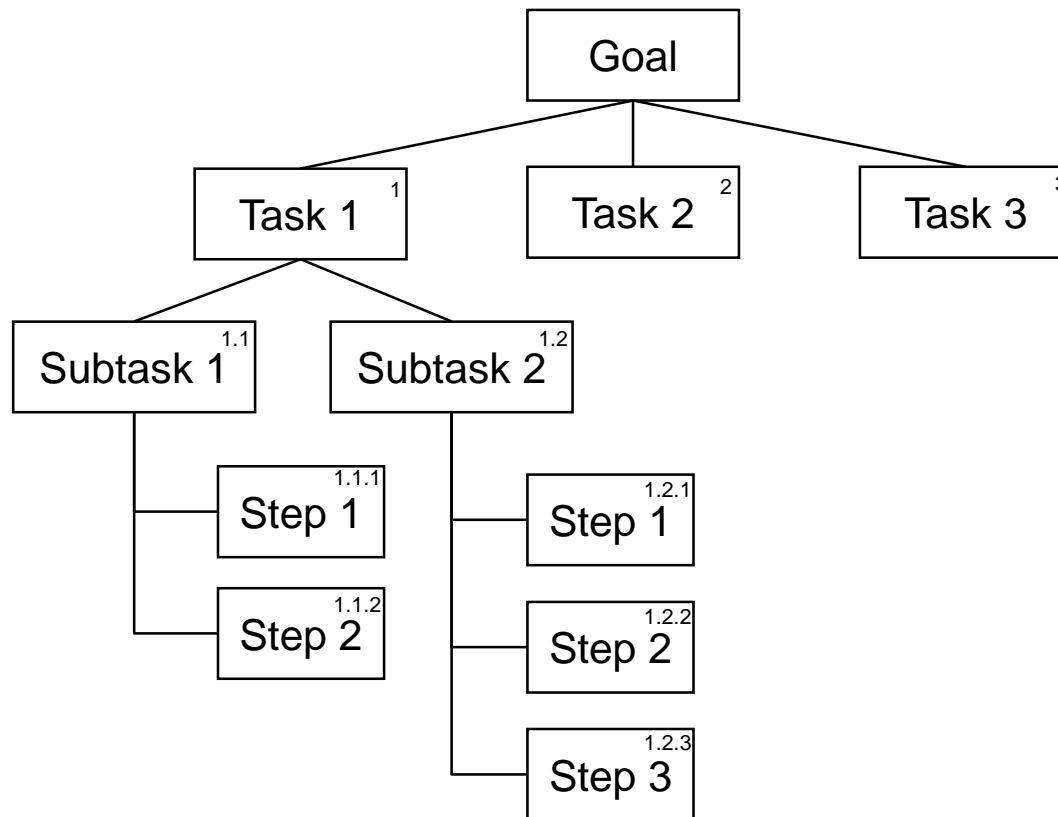 Goal
1
Task 1
2
Task 2
3
Task 3
1.1
Subtask 1
1.2
Subtask 2
1.1.1
Step 1
1.2.1
Step 1
1.1.2
Step 2
1.2.2
Step 2
1.2.3
Step 3